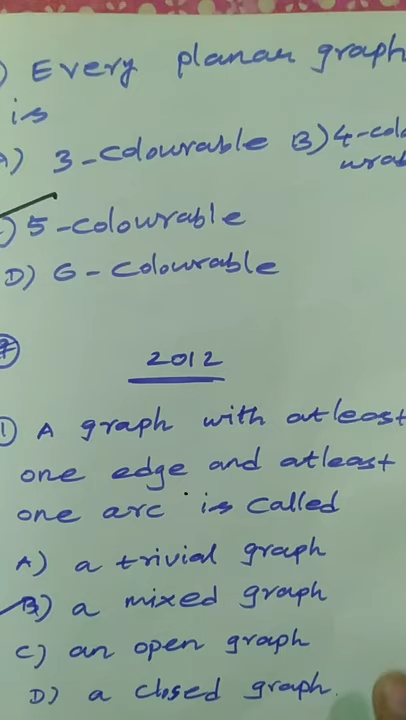 ) Every planar graph
is
A) 3-colourable B) 4-colo
urab
) 5-colourable
D) 6-colourable
2012
1) A graph with atleast
one edge and atleast
one arc is called
A) a trivial graph
B) a mixed graph
C) an open graph
D) a closed graph.